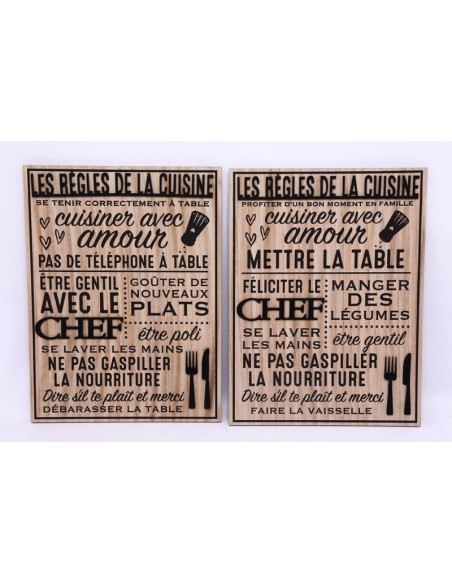 LES RÈGLES DE LA CUISINE
SE TENIR CORRECTEMENT À TABLE
cuisiner avec
amour
PAS DE TÉLÉPHONE À TABLE
ÊTRE GENTIL
AVEC LE
CHEF
GOÛTER DE
NOUVEAUX
PLATS
être poli
SE LAVER LES MAINS
NE PAS GASPILLER
LA NOURRITURE
Dire s'il te plaît et merci
DÉBARASSER LA TABLE
LES RÈGLES DE LA CUISINE
PROFITER D'UN BON MOMENT EN FAMILLE
cuisiner avec
amour
METTRE LA TABLE
FÉLICITER LE
CHEF
MANGER
DES
LÉGUMES
SE LAVER
LES MAINS
être gentil
NE PAS GASPILLER
LA NOURRITURE
Dire s'il te plaît et merci
FAIRE LA VAISSELLE